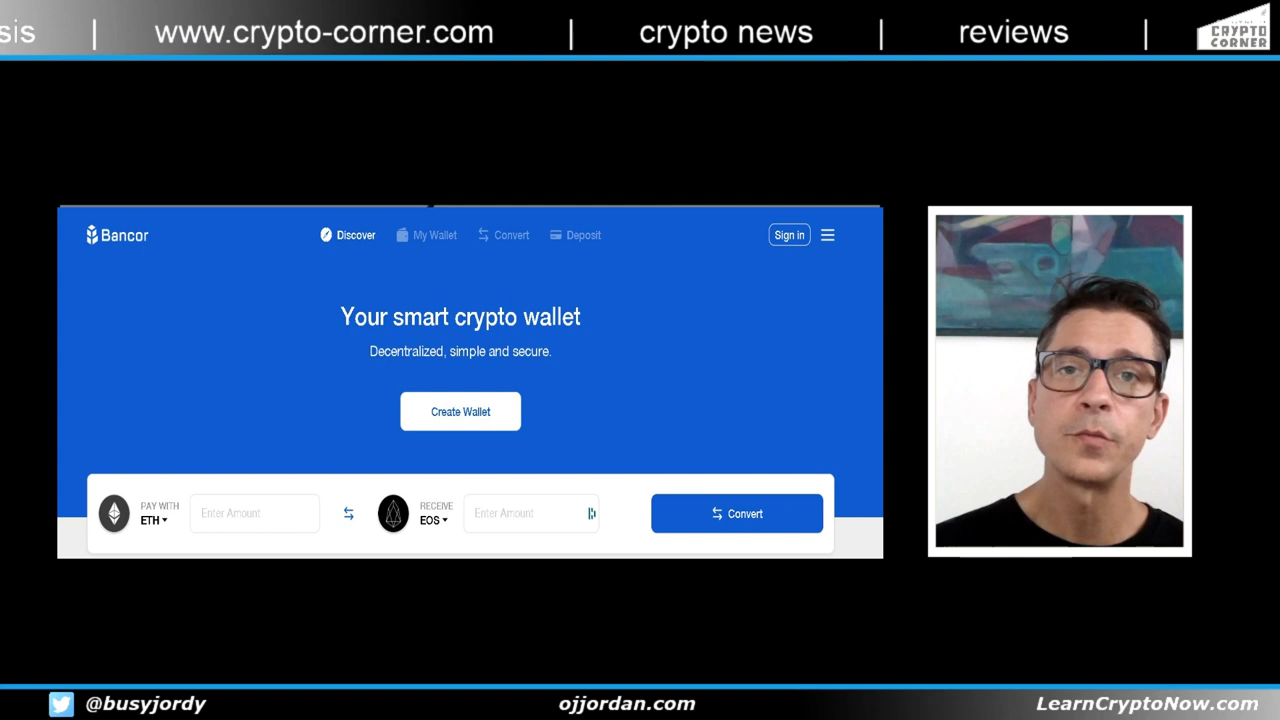 sis | www.crypto-corner.com | crypto news | reviews |
CRYPTO
CORNER
Bancor
Discover
My Wallet
Convert
Deposit
Sign in
Your smart crypto wallet
Decentralized, simple and secure.
Create Wallet
PAY WITH
ETH
Enter Amount
RECEIVE
EOS
Enter Amount
Convert
@busyjordy
ojjordan.com
LearnCryptoNow.com